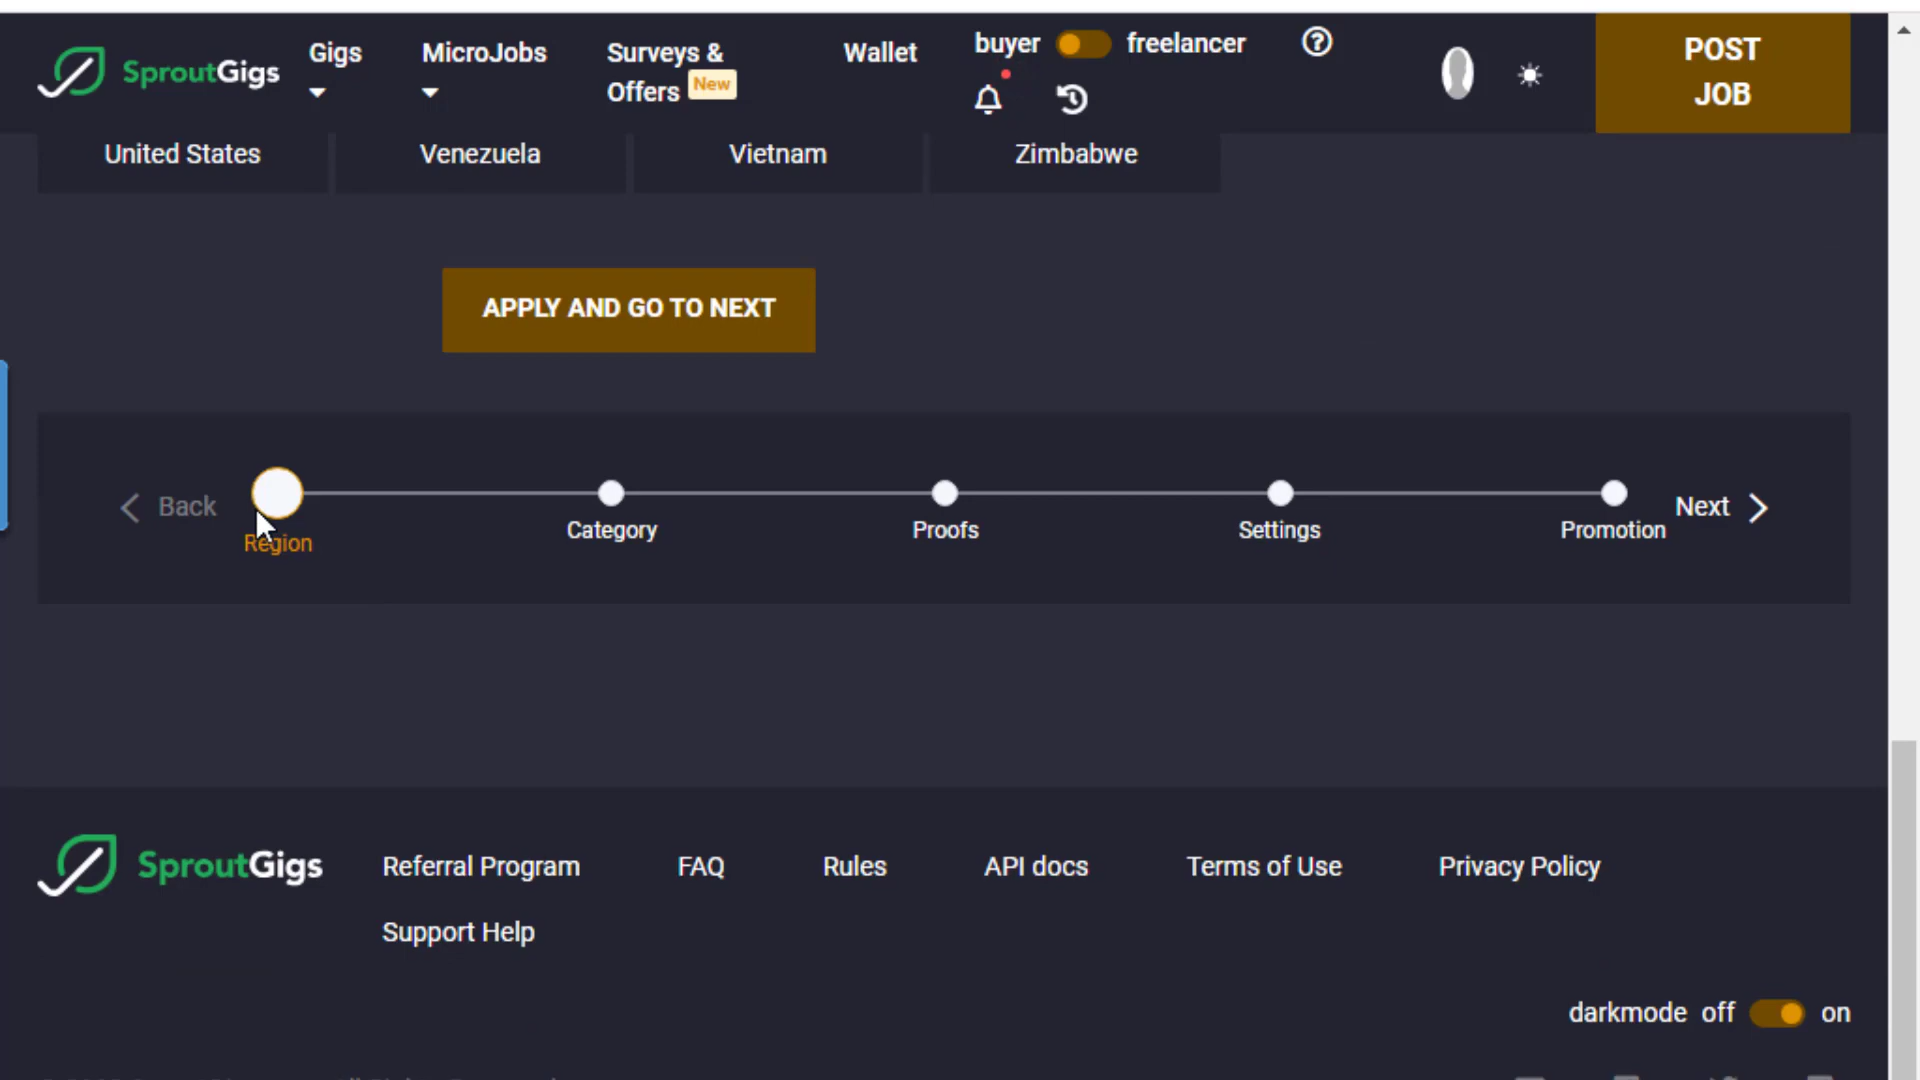 SproutGigs
Gigs
MicroJobs
Surveys &
Offers New
Wallet
buyer freelancer
POST
JOB
United States
Venezuela
Vietnam
Zimbabwe
APPLY AND GO TO NEXT
Back
Region
Category
Proofs
Settings
Promotion
Next
SproutGigs
Referral Program
FAQ
Rules
API docs
Terms of Use
Privacy Policy
Support Help
darkmode off on